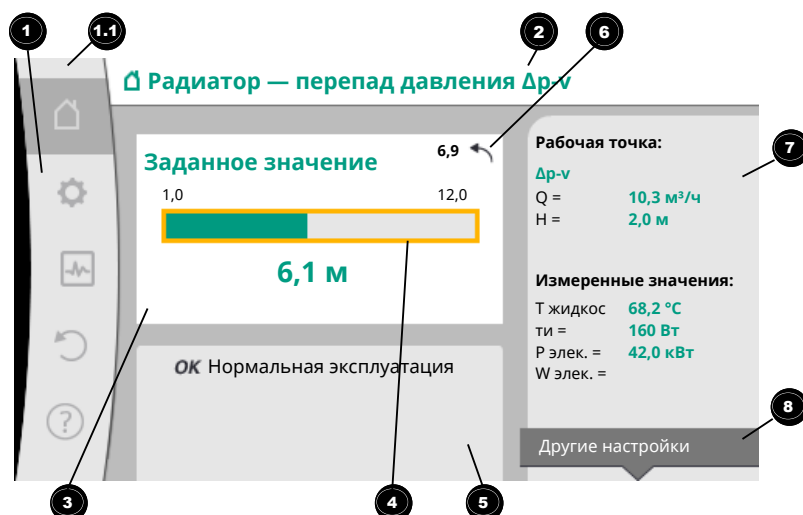 1
1.1
2
6
Радиатор — перепад давления Δp-v
Заданное значение
6,9
1,0
12,0
6,1 м
OK Нормальная эксплуатация
Рабочая точка:
Δp-v
Q = 10,3 м³/ч
H = 2,0 м
7
Измеренные значения:
T жидкос 68,2 °C
ти = 160 Вт
P элек. = 42,0 кВт
W элек. =
Другие настройки
8
?
3
4
5